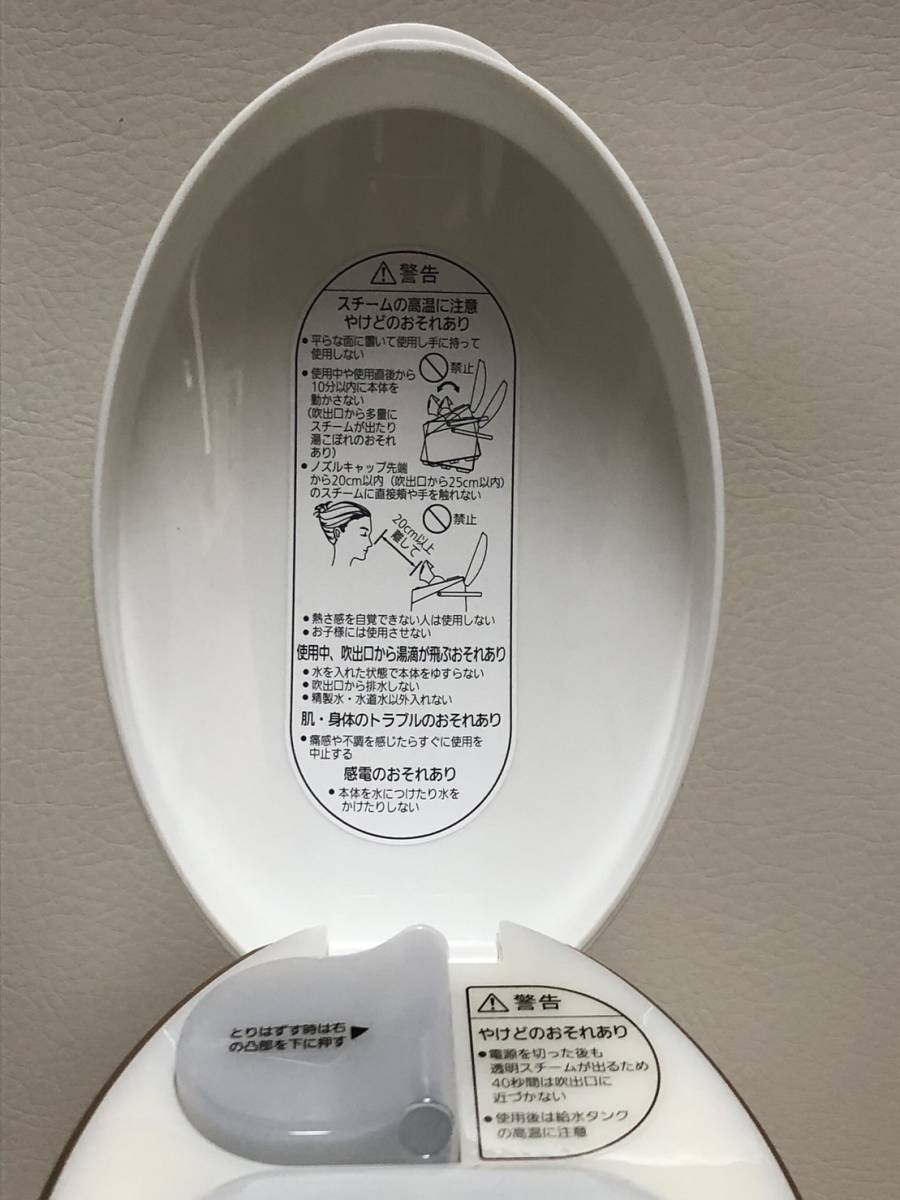 ⚠警告
スチームの高温に注意
やけどのおそれあり
●平らな面に置いて使用し手に持って
使用しない
禁止
●使用中や使用直後から
10分以内に本体を
動かさない
(吹出口から多量に
スチームが出たり
湯こぼれのおそれ
あり)
●ノズルキャップ先端
から20cm以内(吹出口から25cm以内)
のスチームに直接頬や手を触れない
禁止
20cm以上
離して
●熱さ感を自覚できない人は使用しない
●お子様には使用させない
使用中、吹出口から湯滴が飛ぶおそれあり
●水を入れた状態で本体をゆすらない
●吹出口から排水しない
●精製水・水道水以外入れない
肌・身体のトラブルのおそれあり
●痛感や不調を感じたらすぐに使用を
中止する
感電のおそれあり
●本体を水につけたり水を
かけたりしない
とりはずす時は右▶
の凸部を下に押す
⚠警告
やけどのおそれあり
●電源を切った後も
透明スチームが出るため
40秒間は吹出口に
近づかない
●使用後は給水タンク
の高温に注意